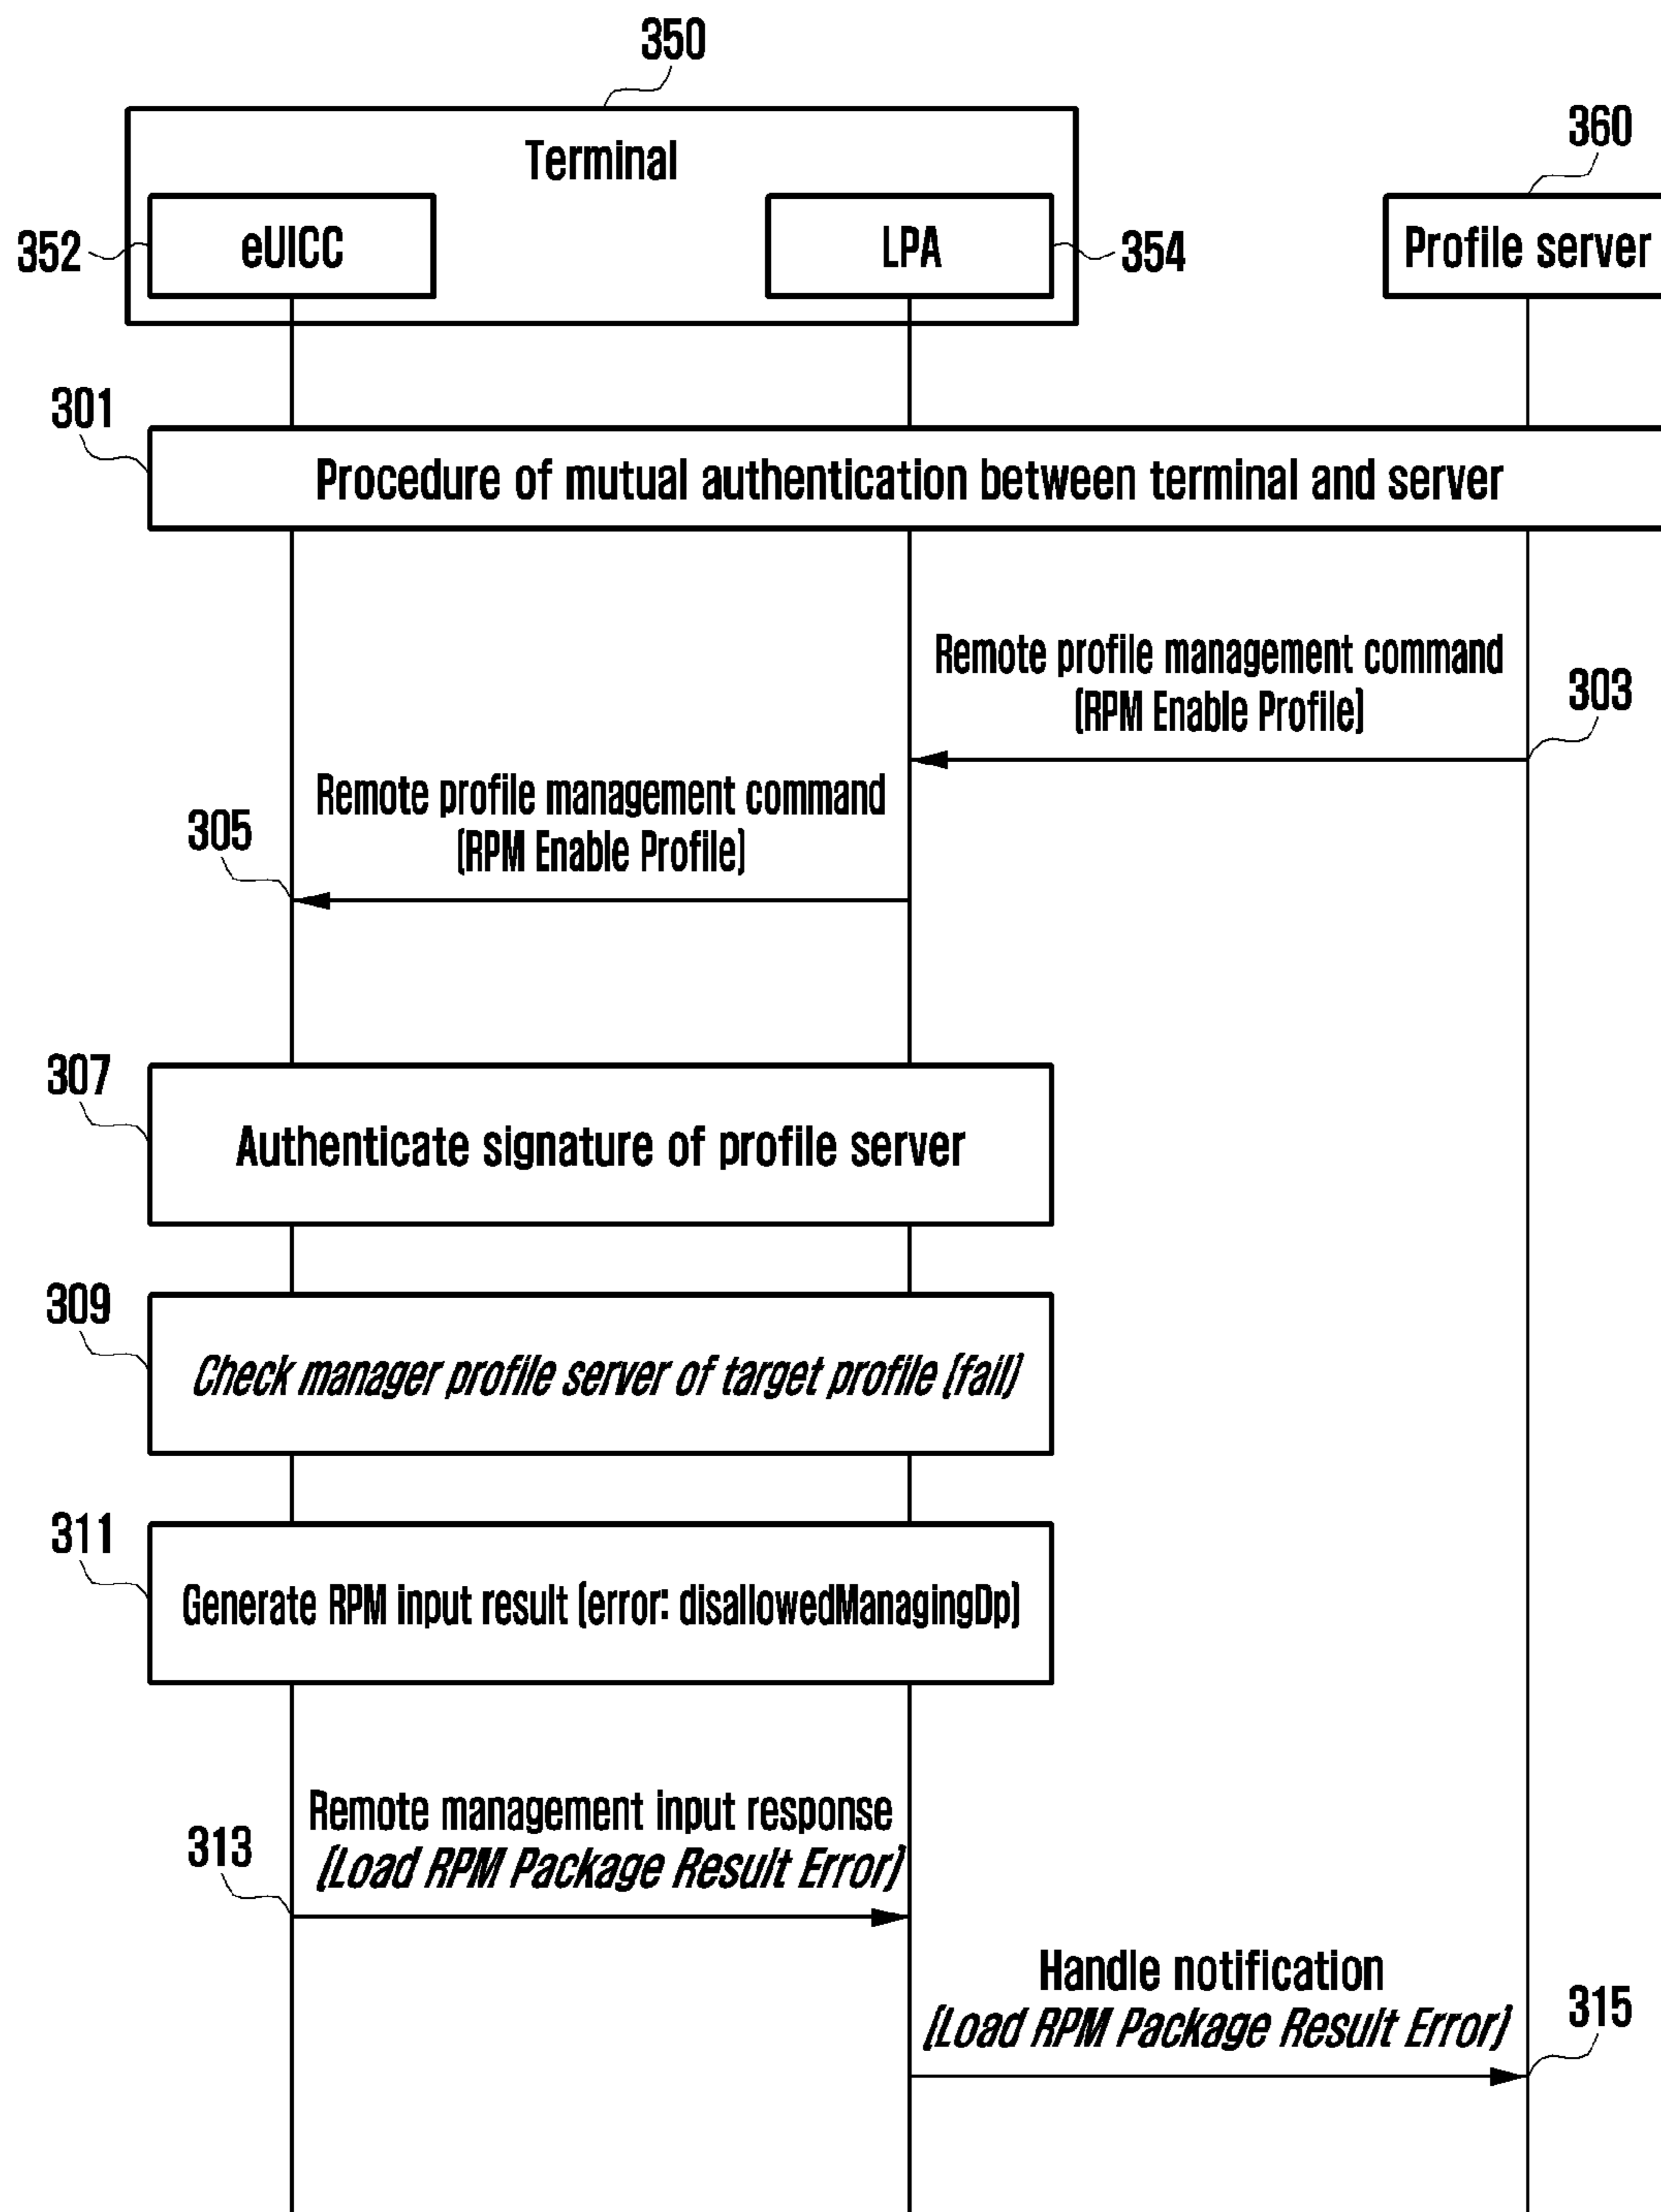 350
Terminal
360
352
eUICC
LPA
354
Profile server
301
Procedure of mutual authentication between terminal and server
Remote profile management command
(RPM Enable Profile)
303
Remote profile management command
(RPM Enable Profile)
305
307
Authenticate signature of profile server
309
Check manager profile server of target profile (fail)
311
Generate RPM input result (error: disallowedManagingDp)
Remote management input response
(Load RPM Package Result Error)
313
Handle notification
(Load RPM Package Result Error)
315